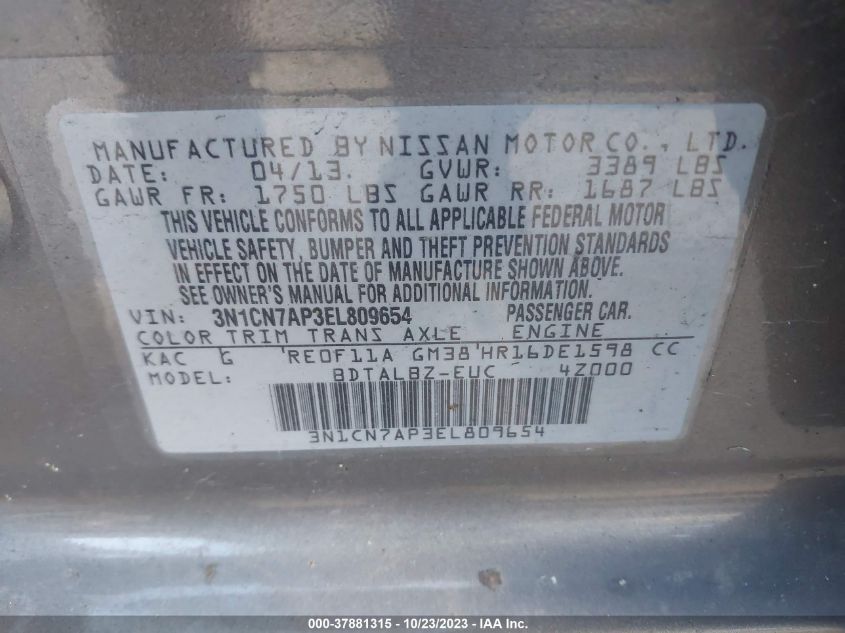 MANUFACTURED BY NISSAN MOTOR CO., LTD.
DATE: 04/13. GVWR: 3389 LBS
GAWR FR: 1750 LBS GAWR RR: 1687 LBS
THIS VEHICLE CONFORMS TO ALL APPLICABLE FEDERAL MOTOR
VEHICLE SAFETY, BUMPER AND THEFT PREVENTION STANDARDS
IN EFFECT ON THE DATE OF MANUFACTURE SHOWN ABOVE.
SEE OWNER'S MANUAL FOR ADDITIONAL INFORMATION.
VIN: 3N1CN7AP3EL809654 PASSENGER CAR.
COLOR TRIM TRANS AXLE ENGINE
KAC G 'RE0F11A GM38'HR16DE1598 CC
MODEL: BDTALBZ-EUC 4Z000
3N1CN7AP3EL809654
000-37881315 - 10/23/2023 - IAA Inc.